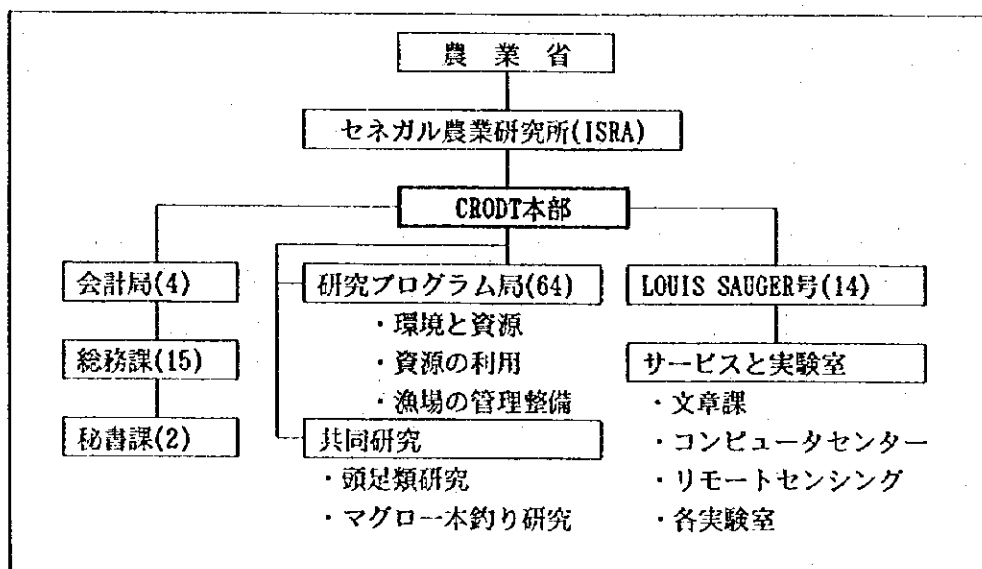 農業省
セネガル農業研究所(ISRA)
CRODT本部
会計局(4)
総務課(15)
秘書課(2)
研究プログラム局(64)
・環境と資源
・資源の利用
・漁場の管理整備
共同研究
・頭足類研究
・マグロ一本釣り研究
LOUIS SAUGER号(14)
サービスと実験室
・文章課
・コンピュータセンター
・リモートセンシング
・各実験室